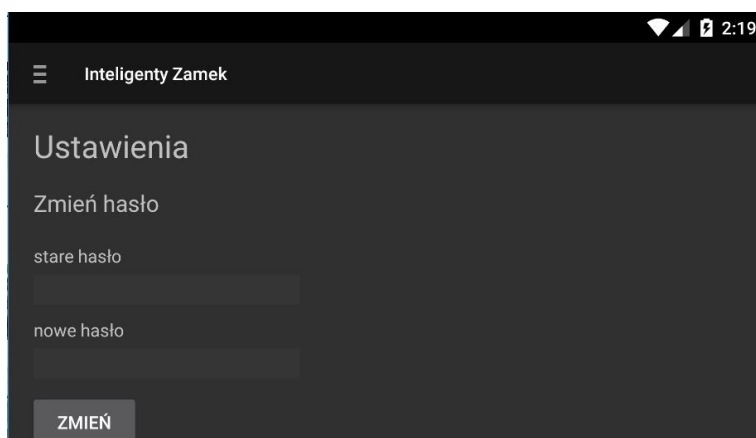 2:19
Inteligenty Zamek
Ustawienia
Zmień hasło
stare hasło
nowe hasło
ZMIEŃ